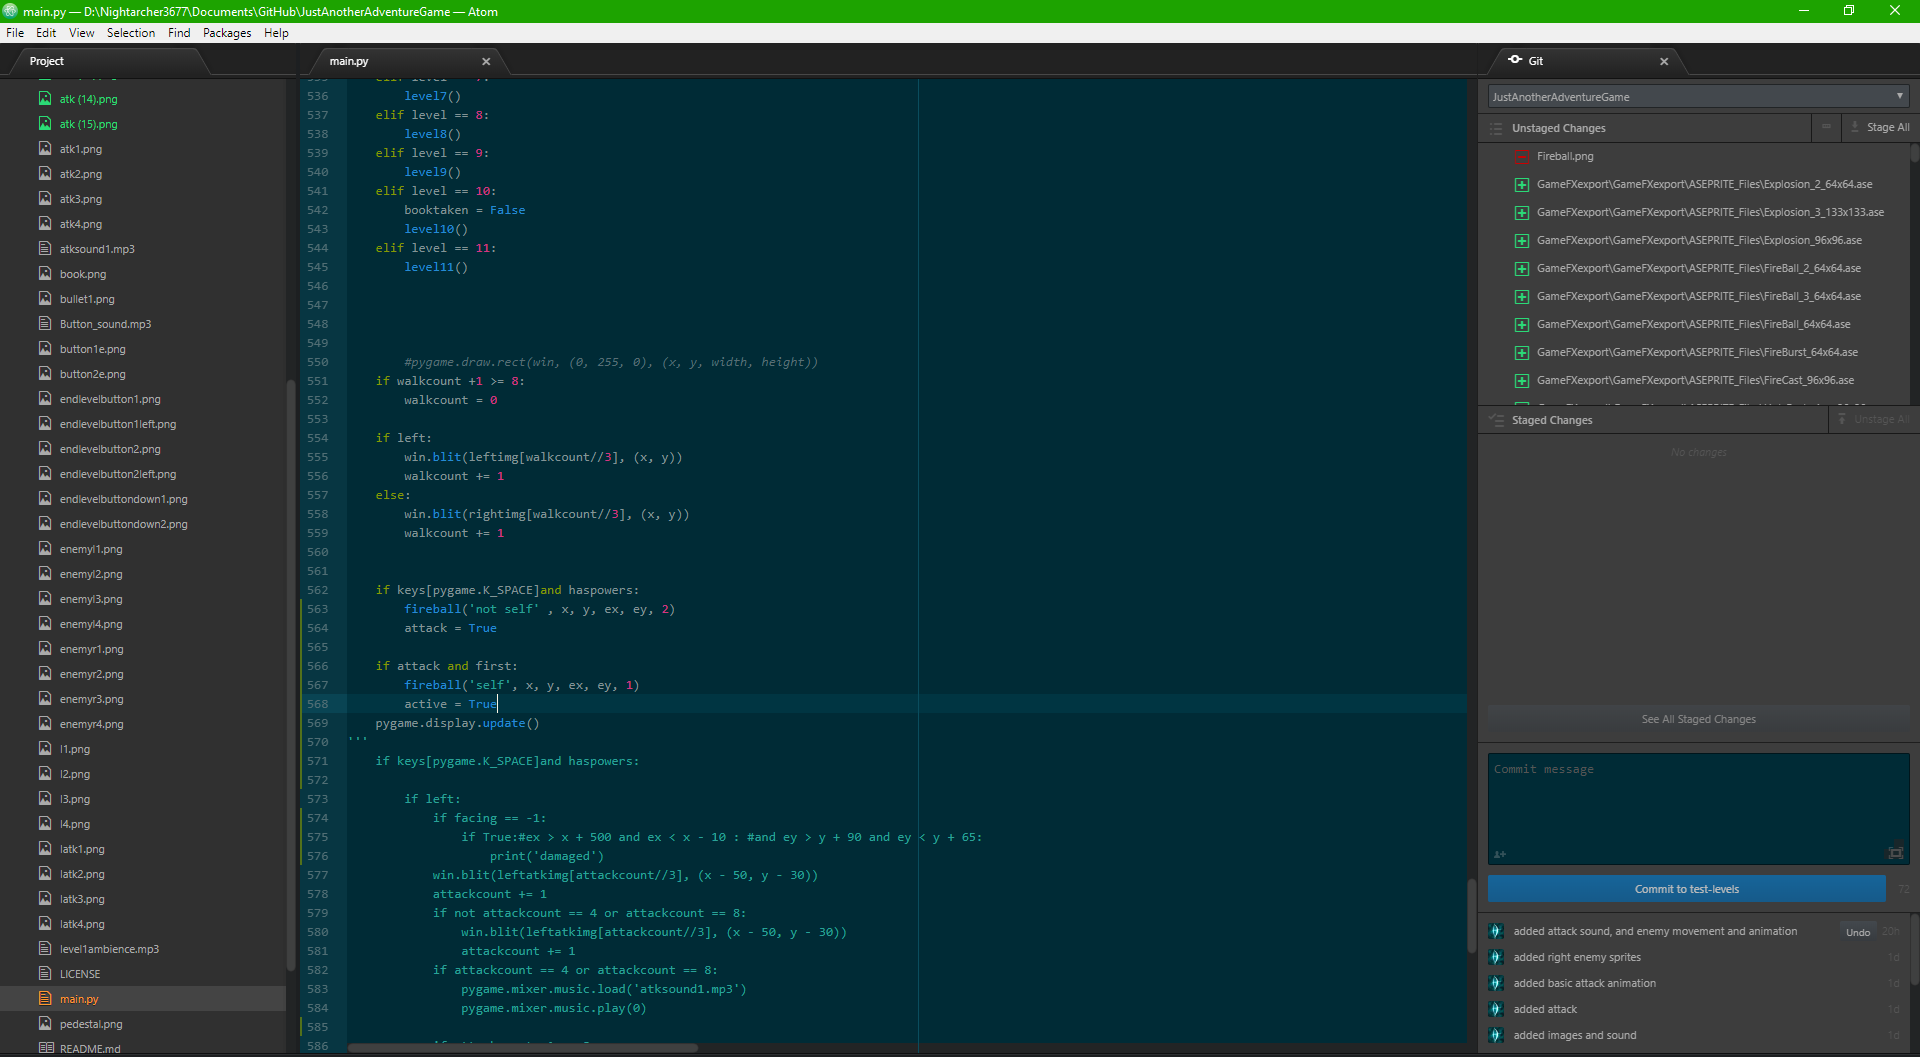 main.py — D:\Nightarcher3677\Documents\GitHub\JustAnotherAdventureGame — Atom
File Edit View Selection Find Packages Help
Project
atk (14).png
atk (15).png
atk1.png
atk2.png
atk3.png
atk4.png
atksound1.mp3
book.png
bullet1.png
Button_sound.mp3
button1e.png
button2e.png
endlevelbutton1.png
endlevelbutton1left.png
endlevelbutton2.png
endlevelbutton2left.png
endlevelbuttondown1.png
endlevelbuttondown2.png
enemyl1.png
enemyl2.png
enemyl3.png
enemyl4.png
enemyr1.png
enemyr2.png
enemyr3.png
enemyr4.png
l1.png
l2.png
l3.png
l4.png
latk1.png
latk2.png
latk3.png
latk4.png
level1ambience.mp3
LICENSE
main.py
pedestal.png
README.md
main.py
536 level7()
537 elif level == 8:
538 level8()
539 elif level == 9:
540 level9()
541 elif level == 10:
542 booktaken = False
543 level10()
544 elif level == 11:
545 level11()
546
547
548
549
550 #pygame.draw.rect(win, (0, 255, 0), (x, y, width, height))
551 if walkcount +1 >= 8:
552 walkcount = 0
553
554 if left:
555 win.blit(leftimg[walkcount//3], (x, y))
556 walkcount += 1
557 else:
558 win.blit(rightimg[walkcount//3], (x, y))
559 walkcount += 1
560
561
562 if keys[pygame.K_SPACE]and haspowers:
563 fireball('not self' , x, y, ex, ey, 2)
564 attack = True
565
566 if attack and first:
567 fireball('self', x, y, ex, ey, 1)
568 active = True
569 pygame.display.update()
570 '''
571 if keys[pygame.K_SPACE]and haspowers:
572
573 if left:
574 if facing == -1:
575 if True:#ex > x + 500 and ex < x - 10 : #and ey > y + 90 and ey < y + 65:
576 print('damaged')
577 win.blit(leftatkimg[attackcount//3], (x - 50, y - 30))
578 attackcount += 1
579 if not attackcount == 4 or attackcount == 8:
580 win.blit(leftatkimg[attackcount//3], (x - 50, y - 30))
581 attackcount += 1
582 if attackcount == 4 or attackcount == 8:
583 pygame.mixer.music.load('atksound1.mp3')
584 pygame.mixer.music.play(0)
585
586
Git
JustAnotherAdventureGame
Unstaged Changes Stage All
Fireball.png
GameFXexport\GameFXexport\ASEPRITE_Files\Explosion_2_64x64.ase
GameFXexport\GameFXexport\ASEPRITE_Files\Explosion_3_133x133.ase
GameFXexport\GameFXexport\ASEPRITE_Files\Explosion_96x96.ase
GameFXexport\GameFXexport\ASEPRITE_Files\FireBall_2_64x64.ase
GameFXexport\GameFXexport\ASEPRITE_Files\FireBall_3_64x64.ase
GameFXexport\GameFXexport\ASEPRITE_Files\FireBall_64x64.ase
GameFXexport\GameFXexport\ASEPRITE_Files\FireBurst_64x64.ase
GameFXexport\GameFXexport\ASEPRITE_Files\FireCast_96x96.ase
Staged Changes Unstage All
No changes
See All Staged Changes
Commit message
Commit to test-levels 72
added attack sound, and enemy movement and animation Undo 20h
added right enemy sprites 1d
added basic attack animation 1d
added attack 1d
added images and sound 1d